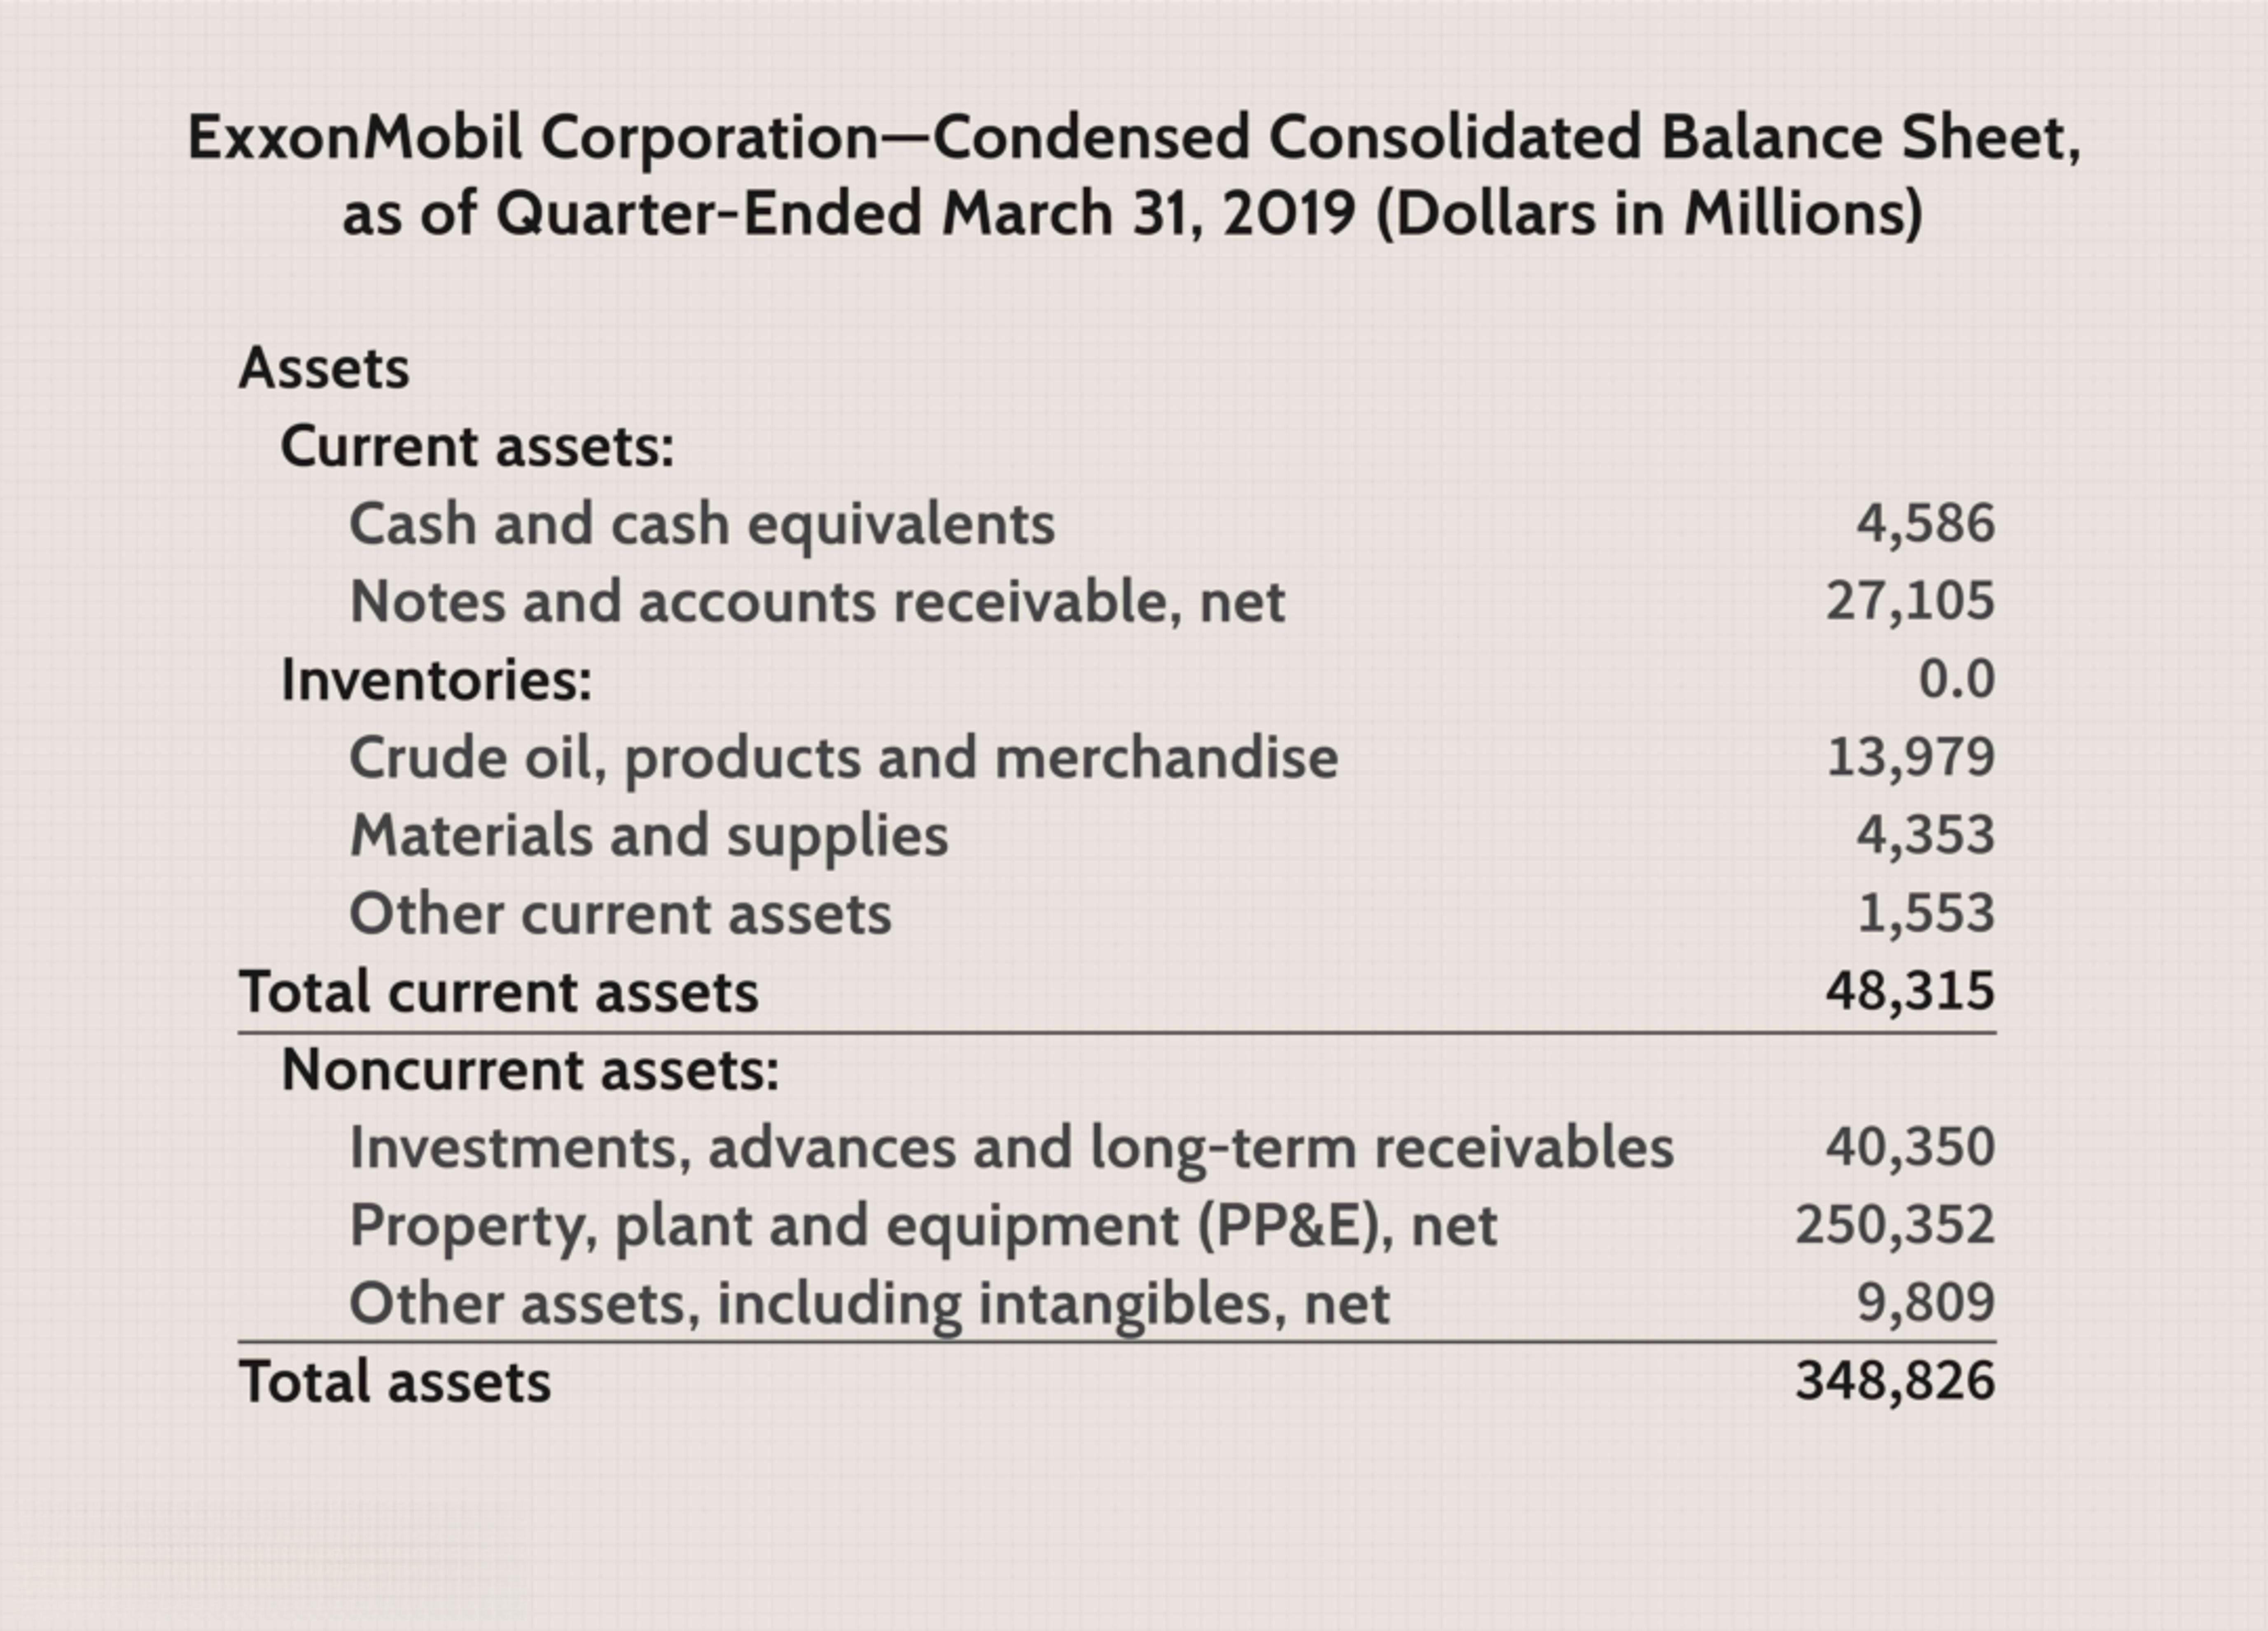 ExxonMobil Corporation—Condensed Consolidated Balance Sheet,
as of Quarter-Ended March 31, 2019 (Dollars in Millions)
Assets
Current assets:
Cash and cash equivalents 4,586
Notes and accounts receivable, net 27,105
Inventories: 0.0
Crude oil, products and merchandise 13,979
Materials and supplies 4,353
Other current assets 1,553
Total current assets 48,315
Noncurrent assets:
Investments, advances and long-term receivables 40,350
Property, plant and equipment (PP&E), net 250,352
Other assets, including intangibles, net 9,809
Total assets 348,826